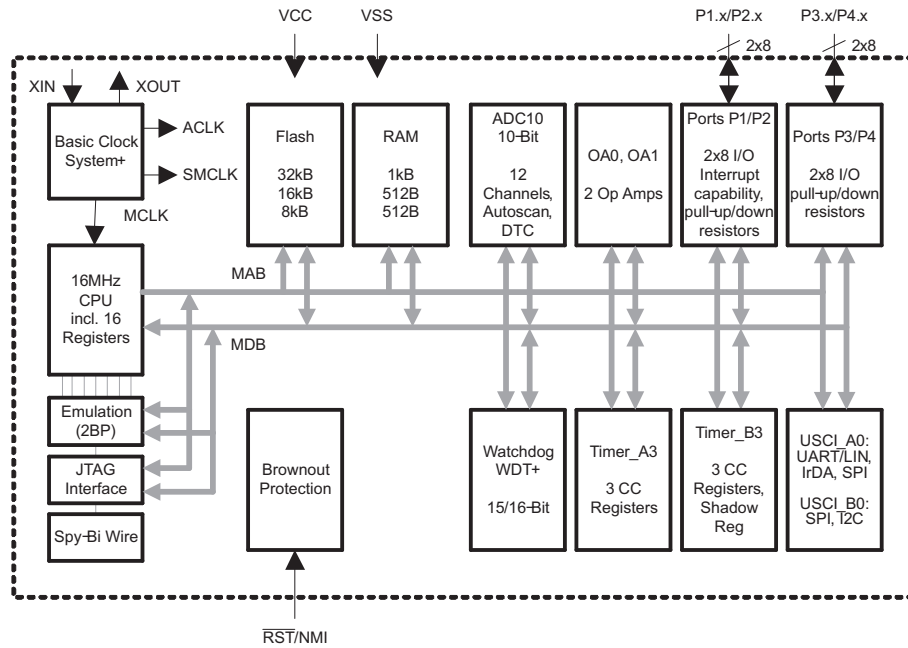 VCC
VSS
P1.x/P2.x
P3.x/P4.x
2x8
2x8
XIN
XOUT
Basic Clock
System+
ACLK
SMCLK
MCLK
Flash
32kB
16kB
8kB
RAM
1kB
512B
512B
ADC10
10-Bit
12
Channels,
Autoscan,
DTC
OA0, OA1
2 Op Amps
Ports P1/P2
2x8 I/O
Interrupt
capability,
pull-up/down
resistors
Ports P3/P4
2x8 I/O
pull-up/down
resistors
16MHz
CPU
incl. 16
Registers
MAB
MDB
Emulation
(2BP)
JTAG
Interface
Spy-Bi Wire
Brownout
Protection
Watchdog
WDT+
15/16-Bit
Timer_A3
3 CC
Registers
Timer_B3
3 CC
Registers,
Shadow
Reg
USCI_A0:
UART/LIN,
IrDA, SPI
USCI_B0:
SPI, I2C
RST/NMI